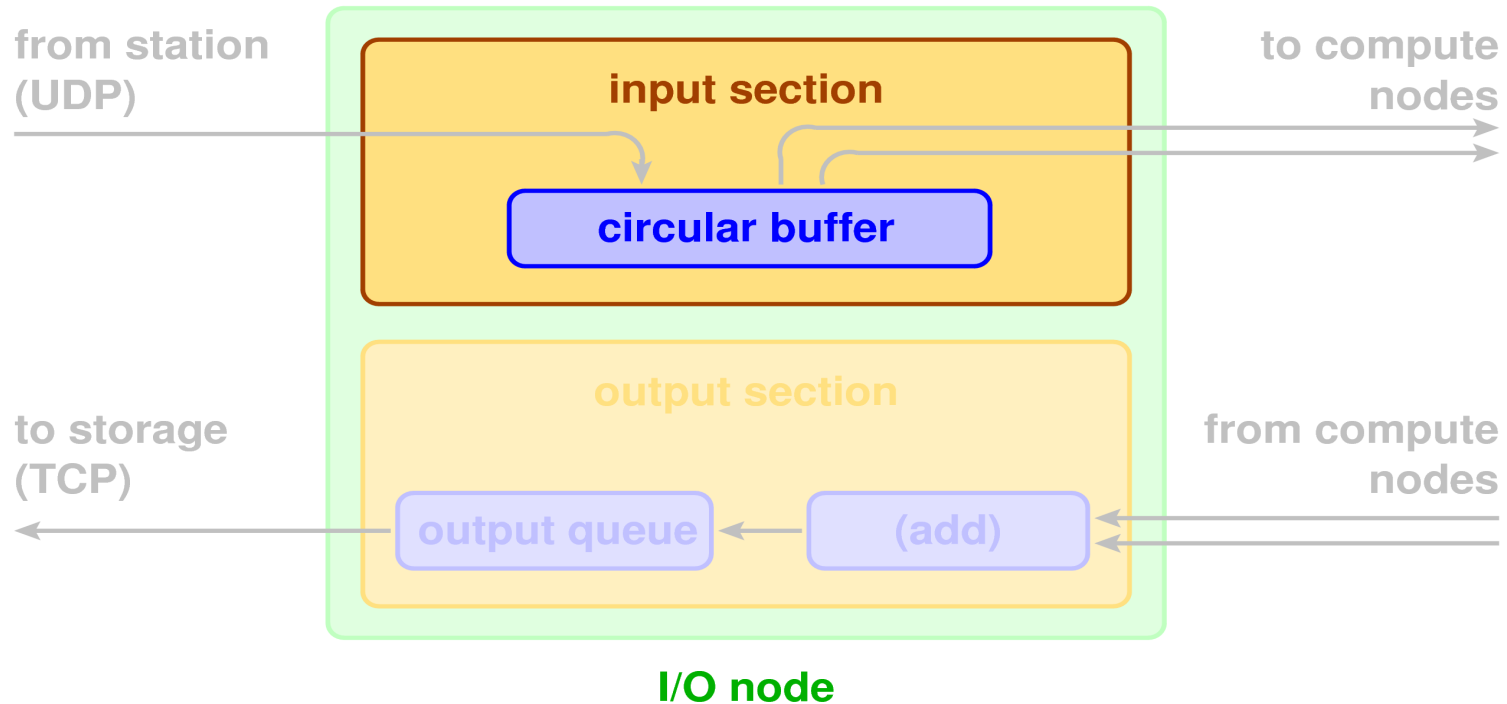 from station
(UDP)
to compute
nodes
input section
circular buffer
output section
to storage
(TCP)
from compute
nodes
output queue
(add)
I/O node